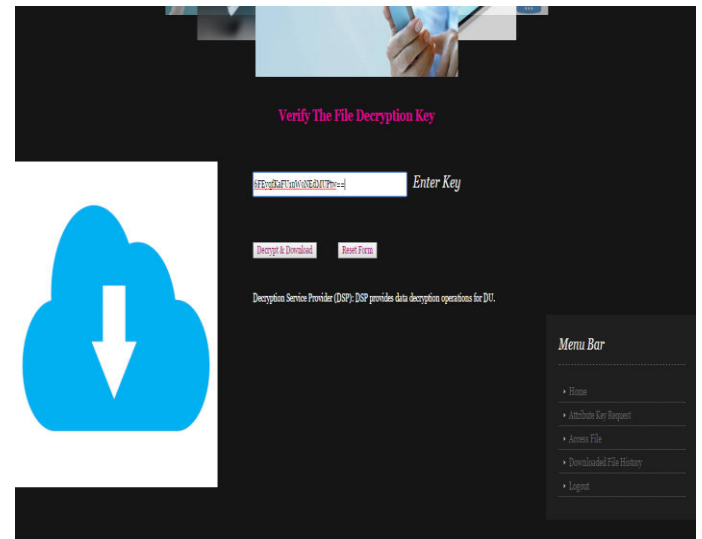 Verify The File Decryption Key
Enter Key
Decrypt & Download
Reset Form
Decryption Service Provider (DSP): DSP provides data decryption operations for DU.
Menu Bar
Home
Attribute Key Request
Access File
Downloaded File History
Logout